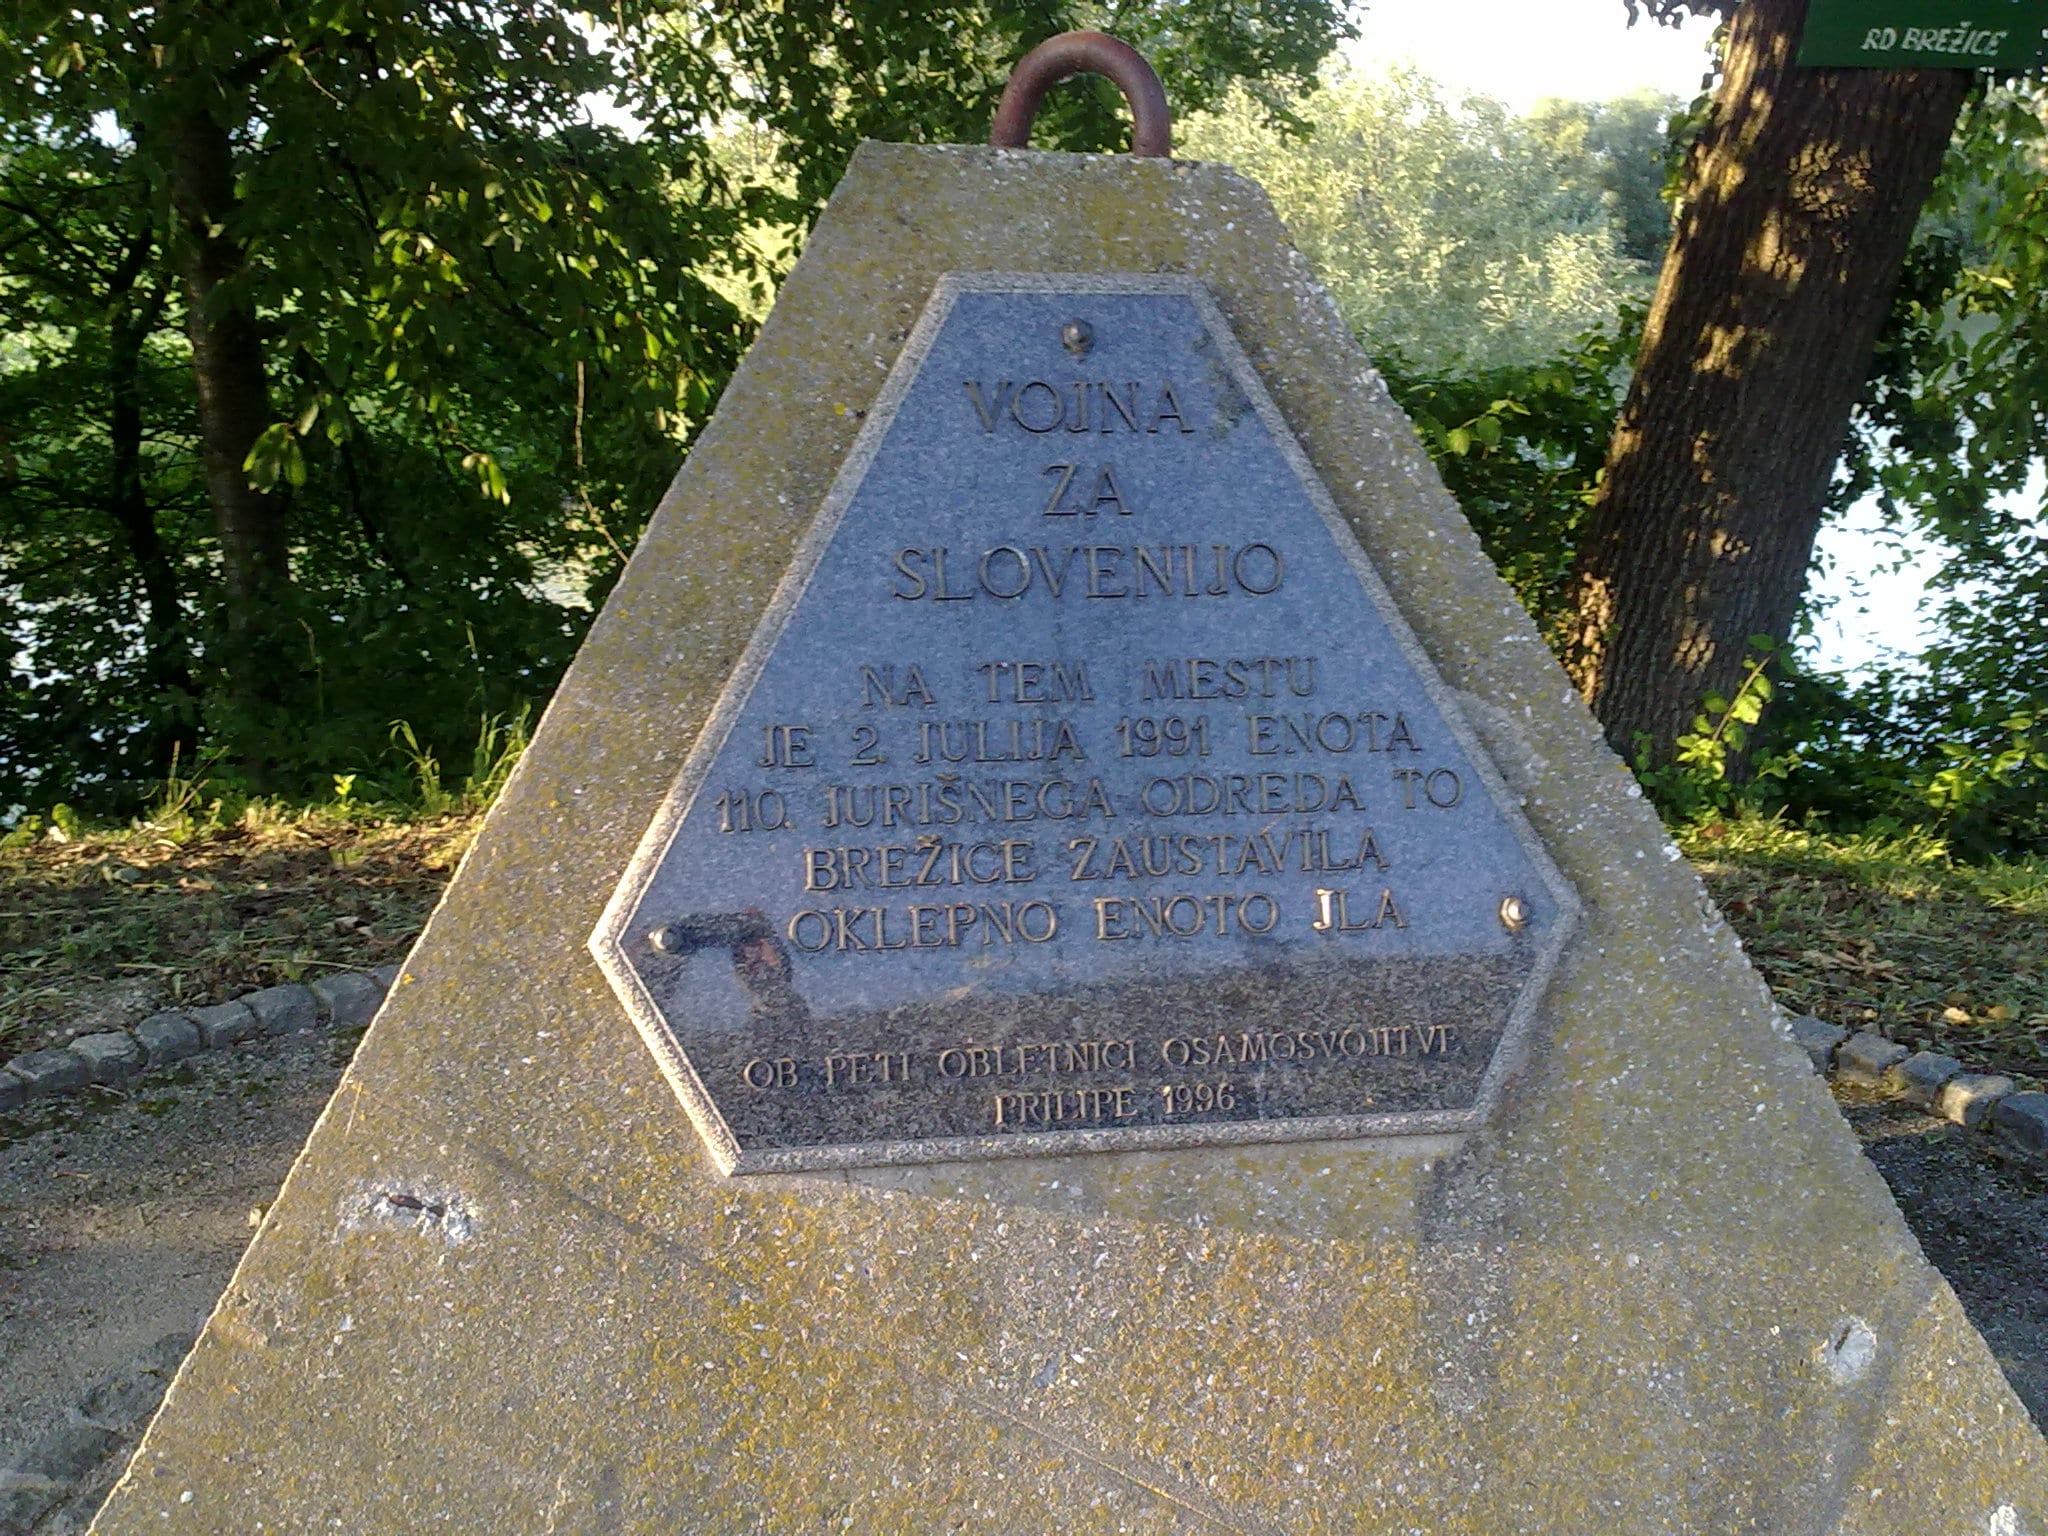 RD BREŽICE
VOJNA
ZA
SLOVENIJO
NA TEM MESTU
JE 2. JULIJA 1991 ENOTA
110. JURIŠNEGA ODREDA TO
BREŽICE ZAUSTAVILA
OKLEPNO ENOTO JLA
OB PETI OBLETNICI OSAMOSVOJITVE
PRILIPE 1996